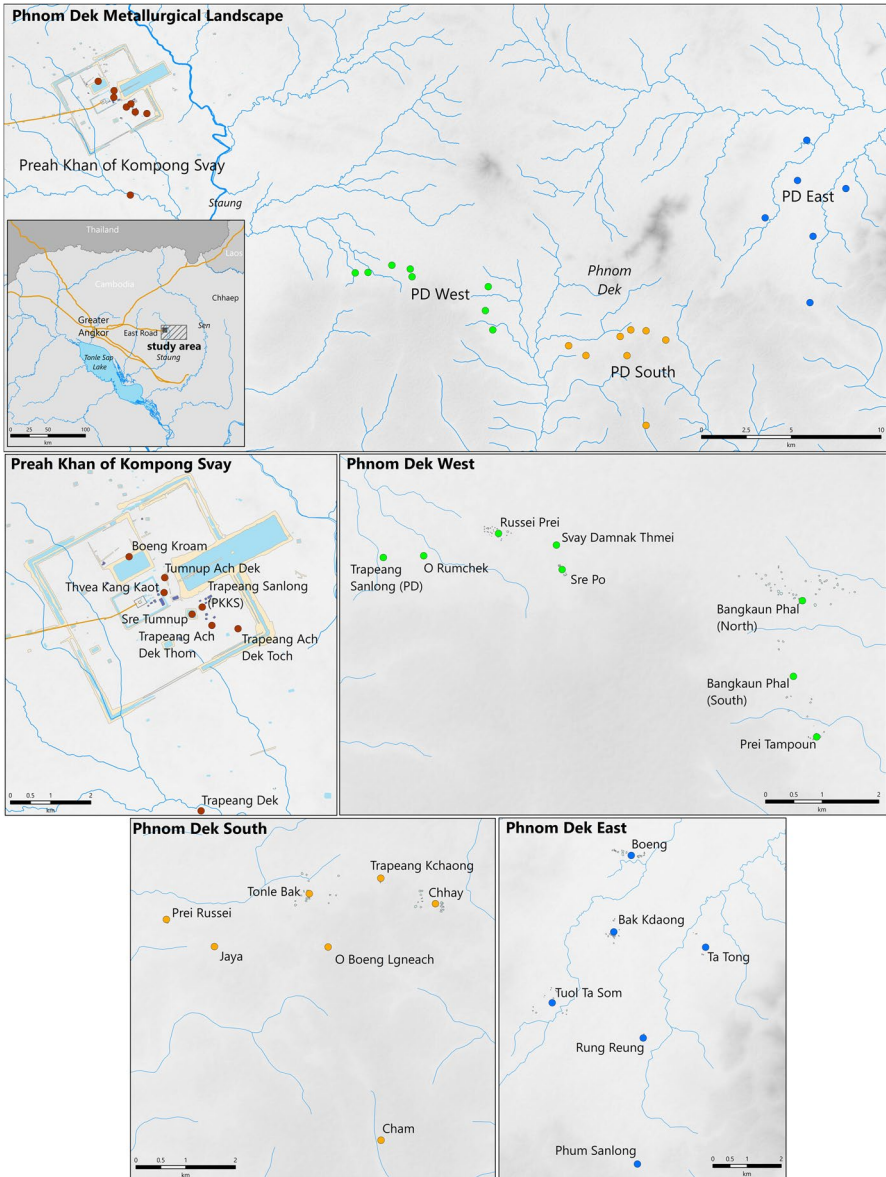 Phnom Dek Metallurgical Landscape
Preah Khan of Kompong Svay
Staung
PD East
PD West
Phnom
Dek
PD South
0 2.5 5 10
km
Thailand
Laos
Cambodia
Chhaep
Greater
Angkor
Sen
East Road
study area
Staung
Tonle Sap
Lake
0 25 50 100
km
Preah Khan of Kompong Svay
Boeng Kroam
Tumnup Ach Dek
Thvea Kang Kaot
Trapeang Sanlong
(PKKS)
Sre Tumnup
Trapeang Ach
Dek Thom
Trapeang Ach
Dek Toch
Trapeang Dek
0 0.5 1 2
km
Phnom Dek West
Russei Prei
Svay Damnak Thmei
Trapeang
Sanlong (PD)
O Rumchek
Sre Po
Bangkaun Phal
(North)
Bangkaun Phal
(South)
Prei Tampoun
0 0.5 1 2
km
Phnom Dek South
Trapeang Kchaong
Tonle Bak
Chhay
Prei Russei
Jaya
O Boeng Lgneach
Cham
0 0.5 1 2
km
Phnom Dek East
Boeng
Bak Kdaong
Ta Tong
Tuol Ta Som
Rung Reung
Phum Sanlong
0 0.5 1 2
km